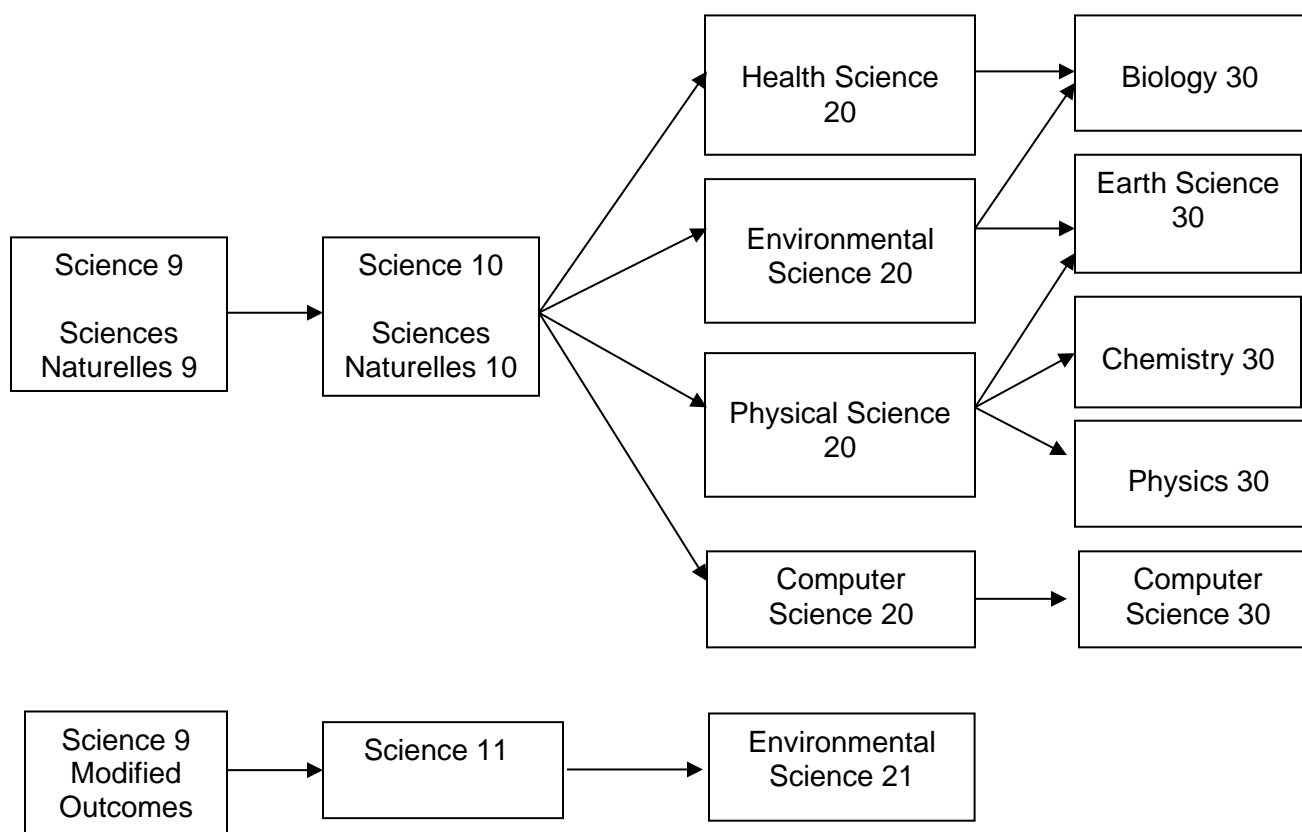 Science 9
Sciences
Naturelles 9
Science 10
Sciences
Naturelles 10
Health Science
20
Environmental
Science 20
Physical Science
20
Computer
Science 20
Biology 30
Earth Science
30
Chemistry 30
Physics 30
Computer
Science 30
Science 9
Modified
Outcomes
Science 11
Environmental
Science 21